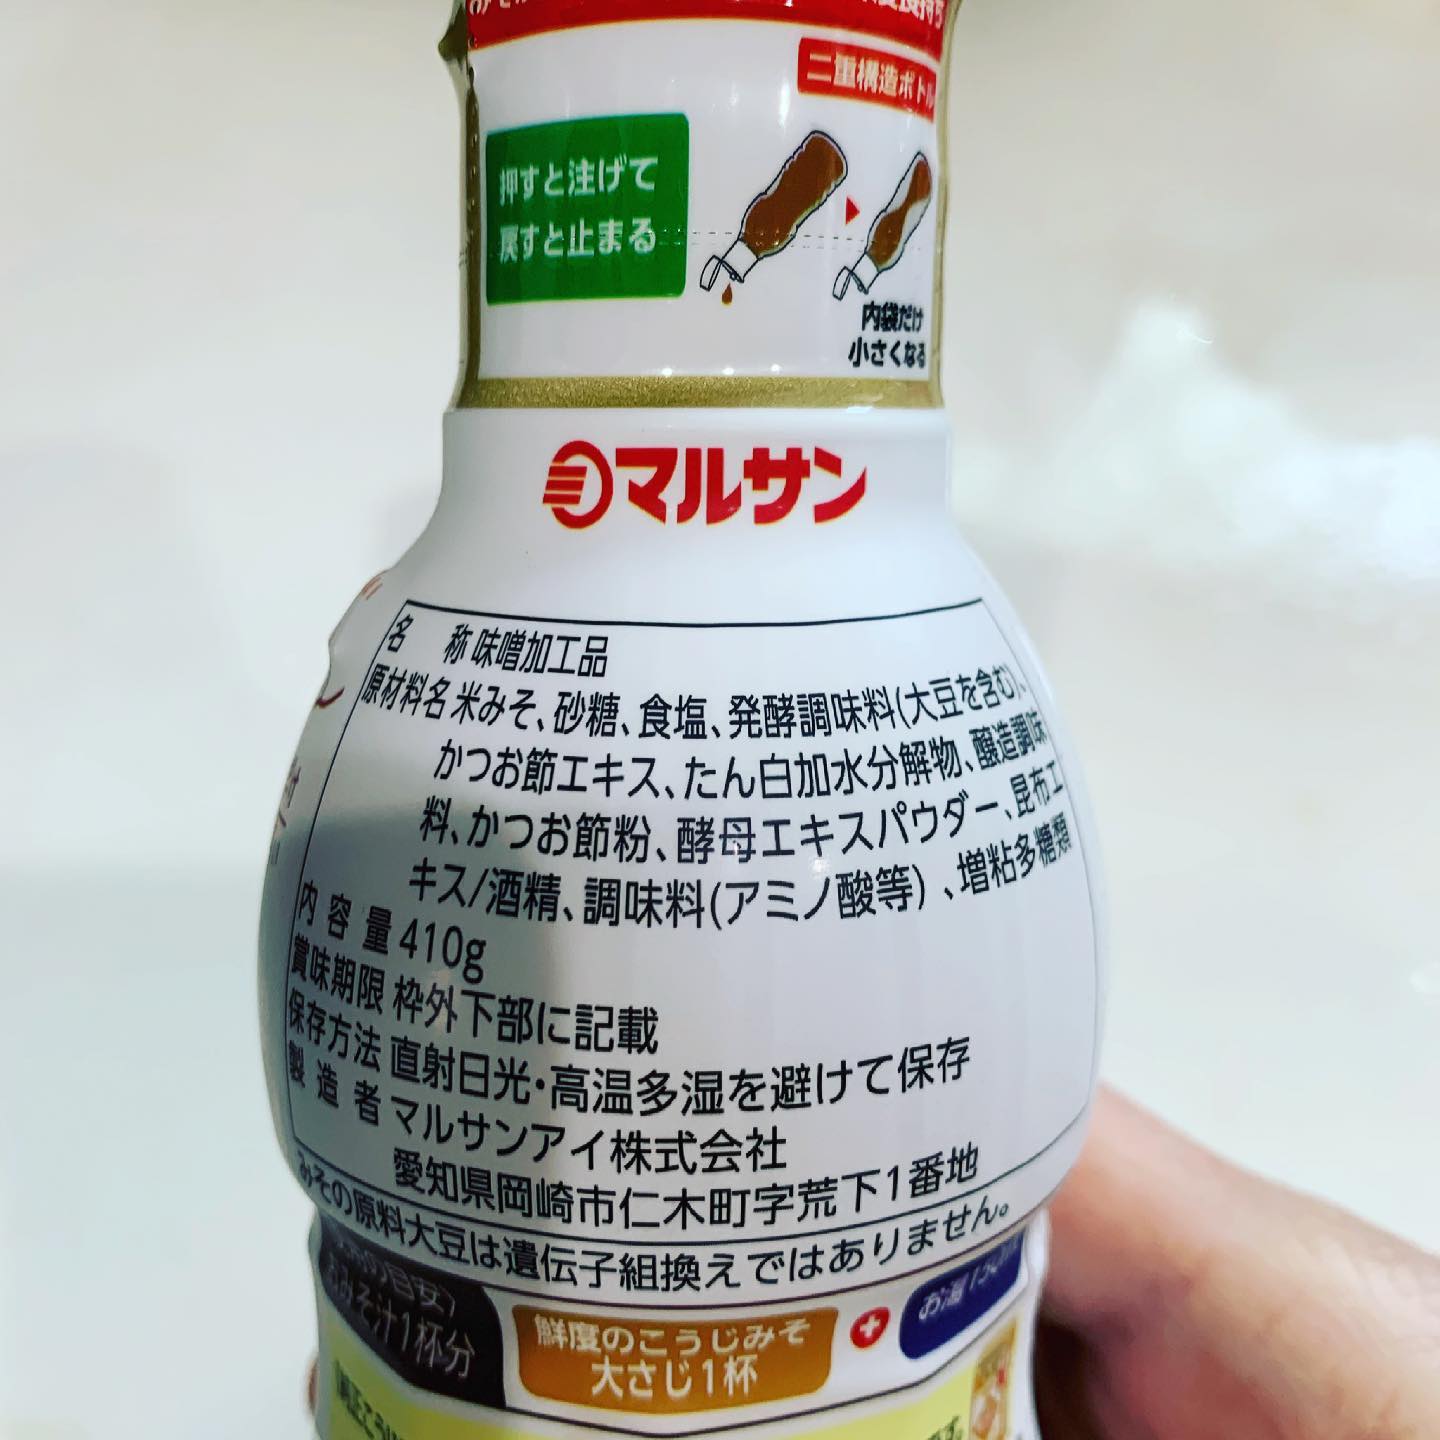 二重構造ボトル
押すと注げて
戻すと止まる
内袋だけ
小さくなる
マルサン
名 称 味噌加工品
原材料名 米みそ、砂糖、食塩、発酵調味料(大豆を含む)、
かつお節エキス、たん白加水分解物、醸造調味
料、かつお節粉、酵母エキスパウダー、昆布エ
キス/酒精、調味料(アミノ酸等)、増粘多糖類
内容量 410g
賞味期限 枠外下部に記載
保存方法 直射日光・高温多湿を避けて保存
製造者 マルサンアイ株式会社
愛知県岡崎市仁木町字荒下1番地
みその原料大豆は遺伝子組換えではありません。
の目安)
おみそ汁1杯分
鮮度のこうじみそ
大さじ1杯
お湯